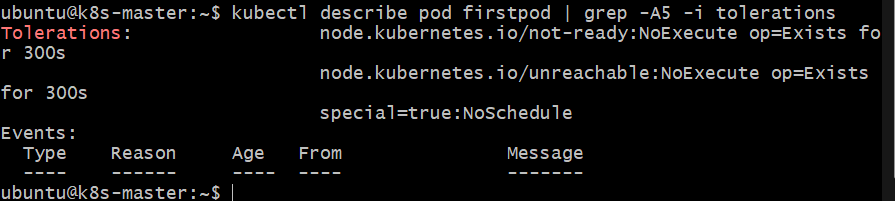 ubuntu@k8s-master:~$ kubectl describe pod firstpod | grep -A5 -i tolerations
Tolerations:                 node.kubernetes.io/not-ready:NoExecute op=Exists fo
r 300s
                             node.kubernetes.io/unreachable:NoExecute op=Exists
for 300s
                             special=true:NoSchedule
Events:
  Type    Reason     Age   From               Message
  ----    ------     ----  ----               -------
ubuntu@k8s-master:~$